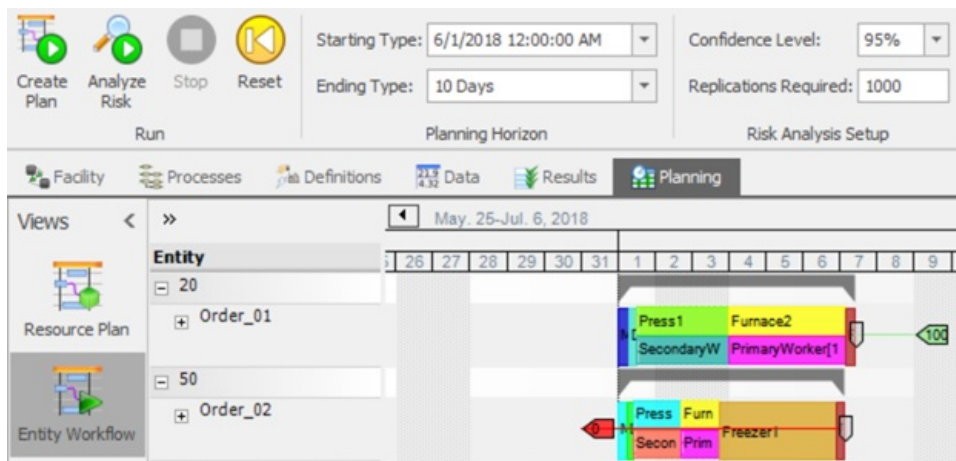 Create Plan
Analyze Risk
Stop
Reset
Run
Starting Type: 6/1/2018 12:00:00 AM
Ending Type: 10 Days
Planning Horizon
Confidence Level: 95%
Replications Required: 1000
Risk Analysis Setup
Facility Processes Definitions Data Results Planning
Views < »
May. 25-Jul. 6, 2018
Entity
26 27 28 29 30 31 1 2 3 4 5 6 7 8 9
20
Order_01
Press1 Furnace2
SecondaryW PrimaryWorker[1
100
Resource Plan
50
Order_02
Press Furn Freezer1
0
Secon Prim
Entity Workflow